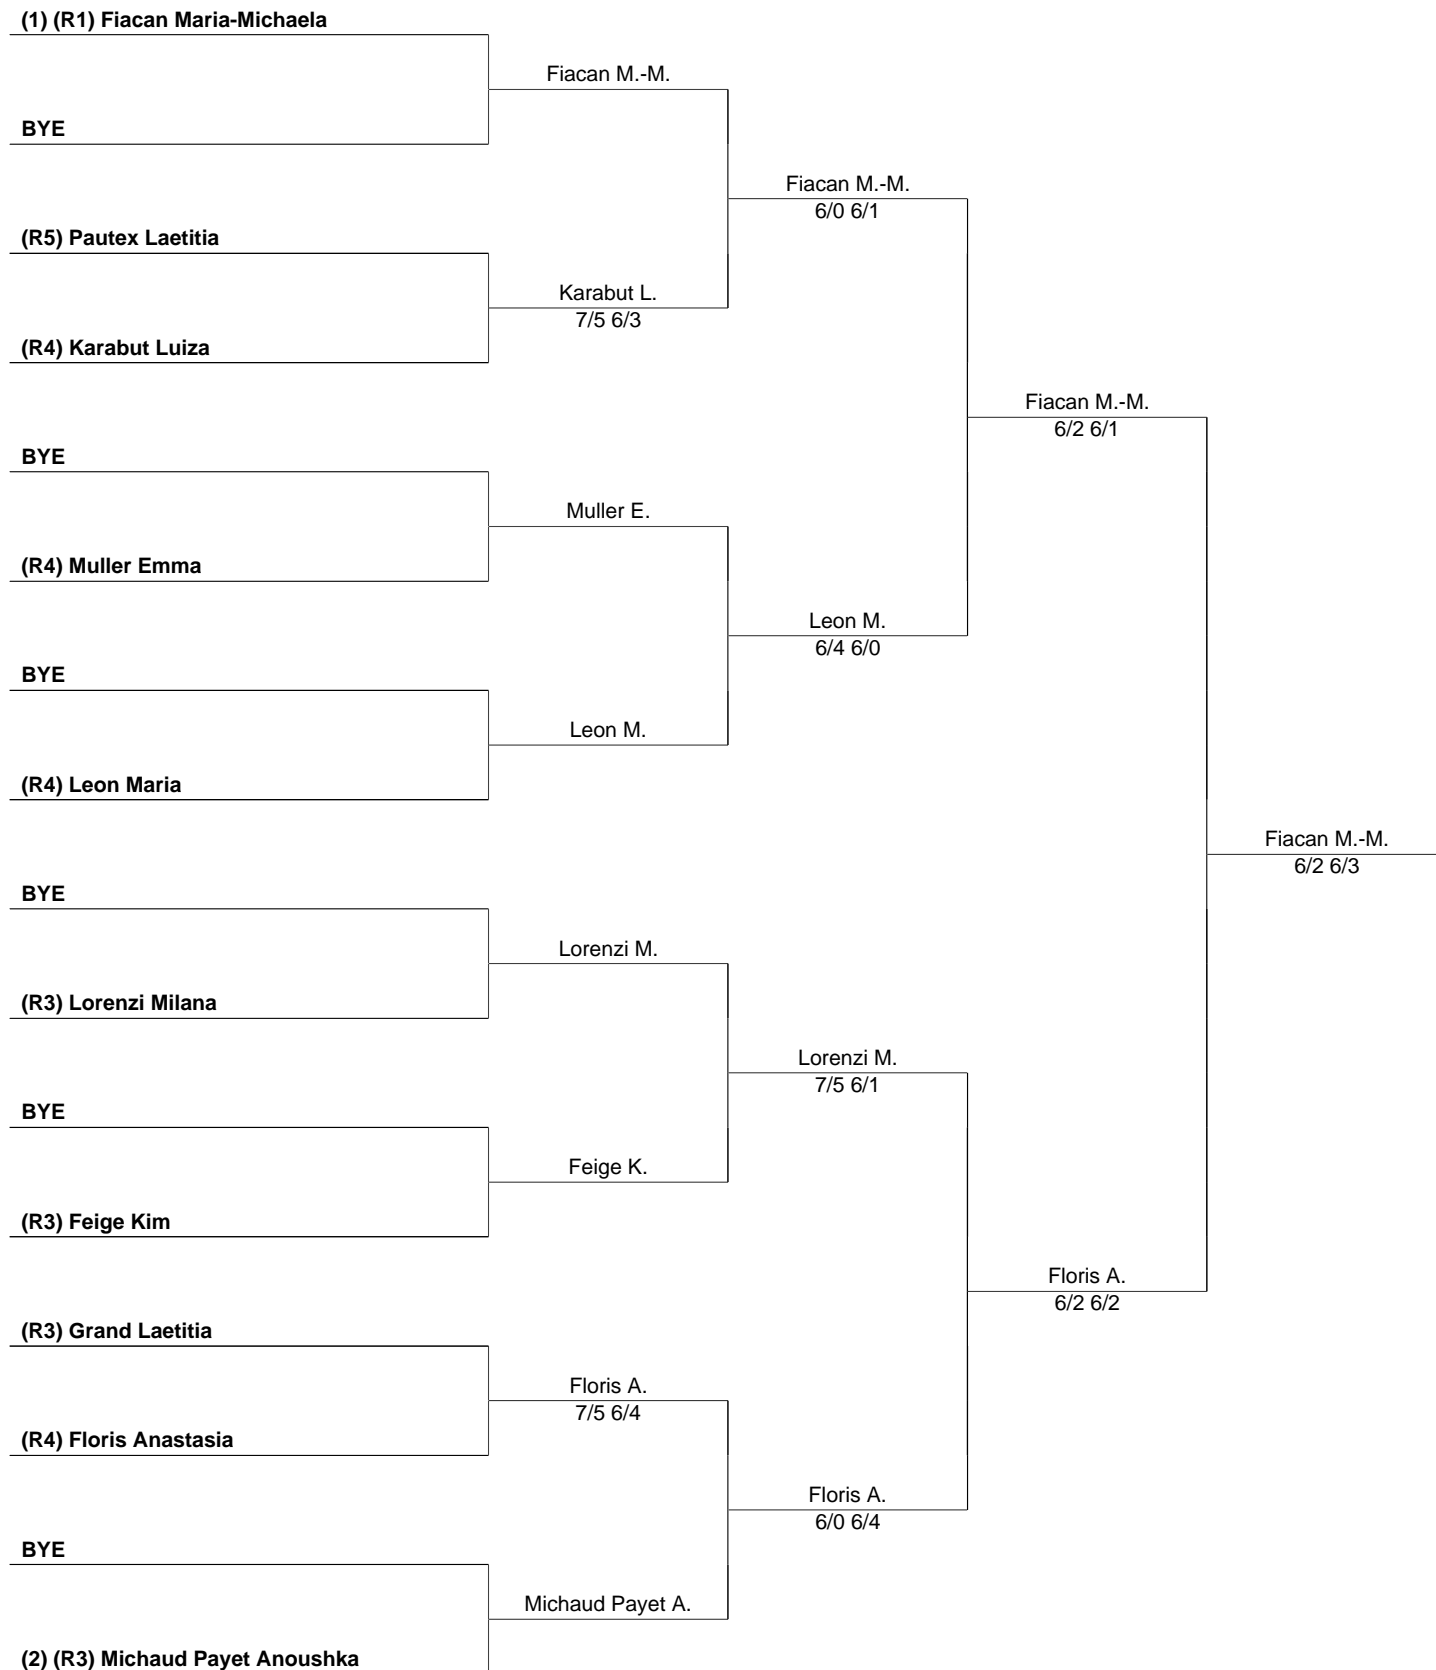 (1) (R1) Fiacan Maria-Michaela
Fiacan M.-M.
BYE
Fiacan M.-M.
6/0 6/1
(R5) Pautex Laetitia
Karabut L.
7/5 6/3
(R4) Karabut Luiza
Fiacan M.-M.
6/2 6/1
BYE
Muller E.
(R4) Muller Emma
Leon M.
6/4 6/0
BYE
Leon M.
(R4) Leon Maria
Fiacan M.-M.
6/2 6/3
BYE
Lorenzi M.
(R3) Lorenzi Milana
Lorenzi M.
7/5 6/1
BYE
Feige K.
(R3) Feige Kim
Floris A.
6/2 6/2
(R3) Grand Laetitia
Floris A.
7/5 6/4
(R4) Floris Anastasia
Floris A.
6/0 6/4
BYE
Michaud Payet A.
(2) (R3) Michaud Payet Anoushka